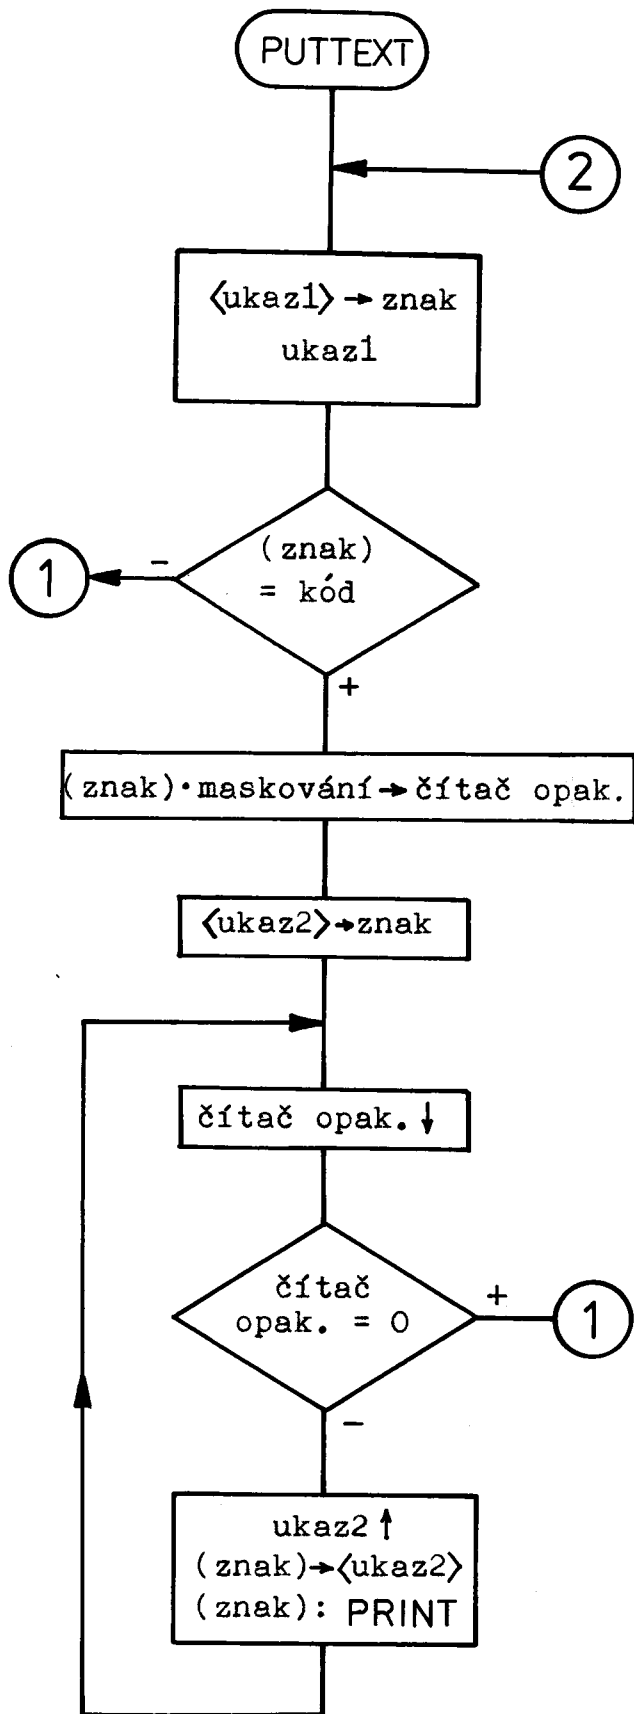 PUTTEXT
2
⟨ukaz1⟩→znak
ukaz1
(znak)
= kód
-
1
+
(znak)·maskování→čítač opak.
⟨ukaz2⟩→znak
čítač opak.↓
čítač
opak. = 0
+
1
-
ukaz2↑
(znak)→⟨ukaz2⟩
(znak): PRINT